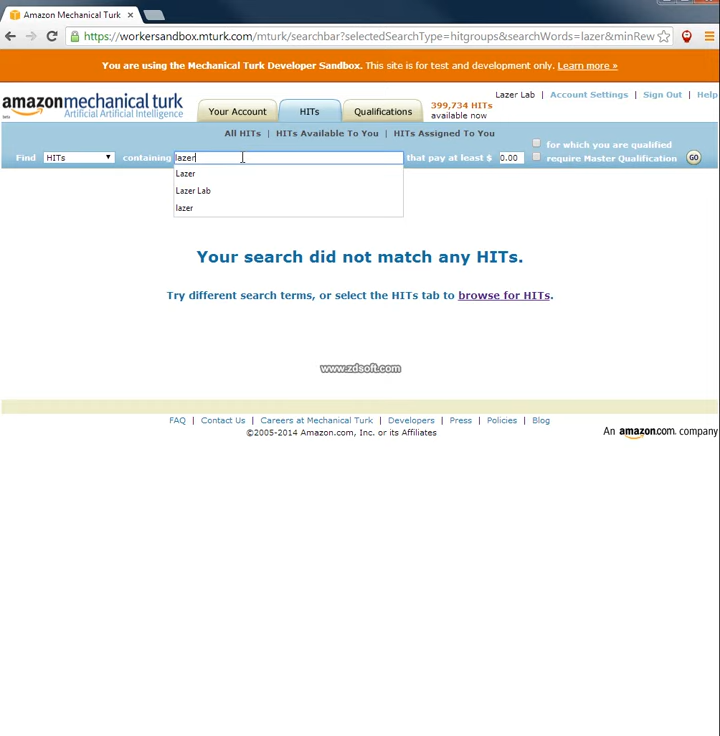 Amazon Mechanical Turk
https://workersandbox.mturk.com/mturk/searchbar?selectedSearchType=hitgroups&searchWords=lazer&minRew
You are using the Mechanical Turk Developer Sandbox. This site is for test and development only. Learn more »
Lazer Lab | Account Settings | Sign Out | Help
amazonmechanical turk
Artificial Artificial Intelligence
beta
Your Account
HITs
Qualifications
399,734 HITs
available now
All HITs | HITs Available To You | HITs Assigned To You
Find HITs containing lazer that pay at least $ 0.00
for which you are qualified
require Master Qualification
GO
Lazer
Lazer Lab
lazer
Your search did not match any HITs.
Try different search terms, or select the HITs tab to browse for HITs.
www.zdsoft.com
FAQ | Contact Us | Careers at Mechanical Turk | Developers | Press | Policies | Blog
©2005-2014 Amazon.com, Inc. or its Affiliates
An amazon.com. company